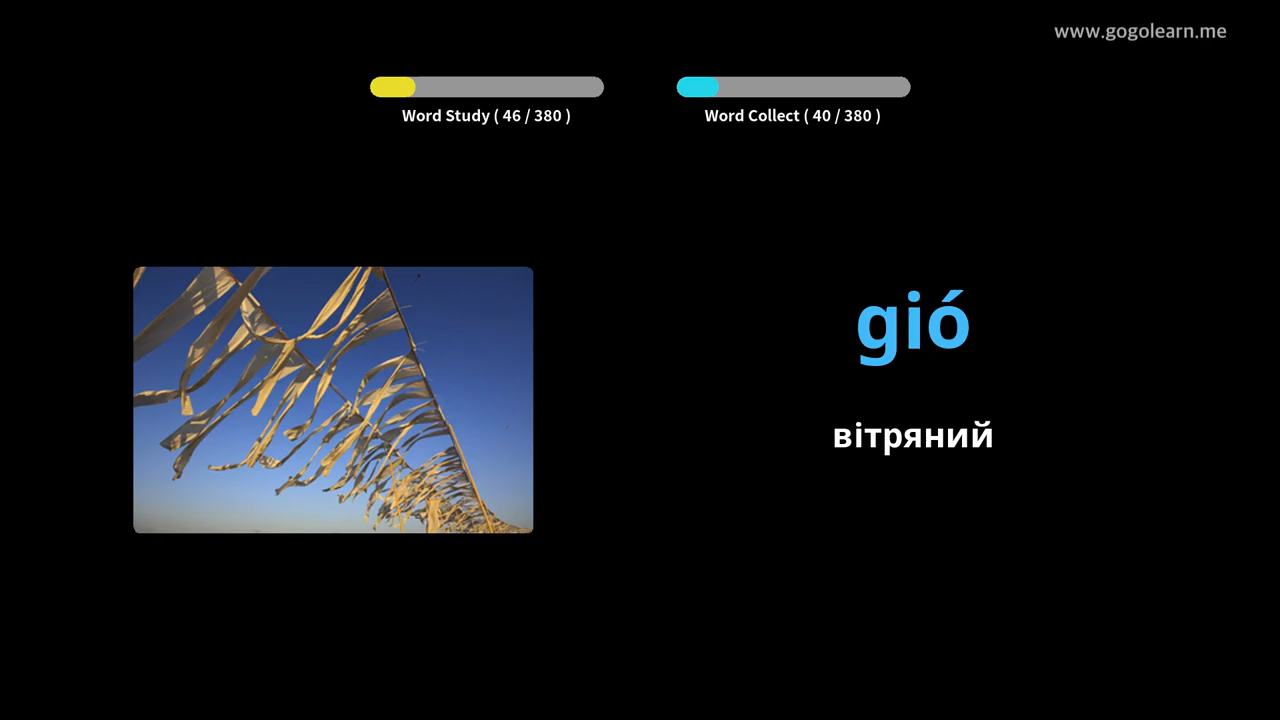 www.gogolearn.me
Word Study ( 46 / 380 )
Word Collect ( 40 / 380 )
gió
вітряний